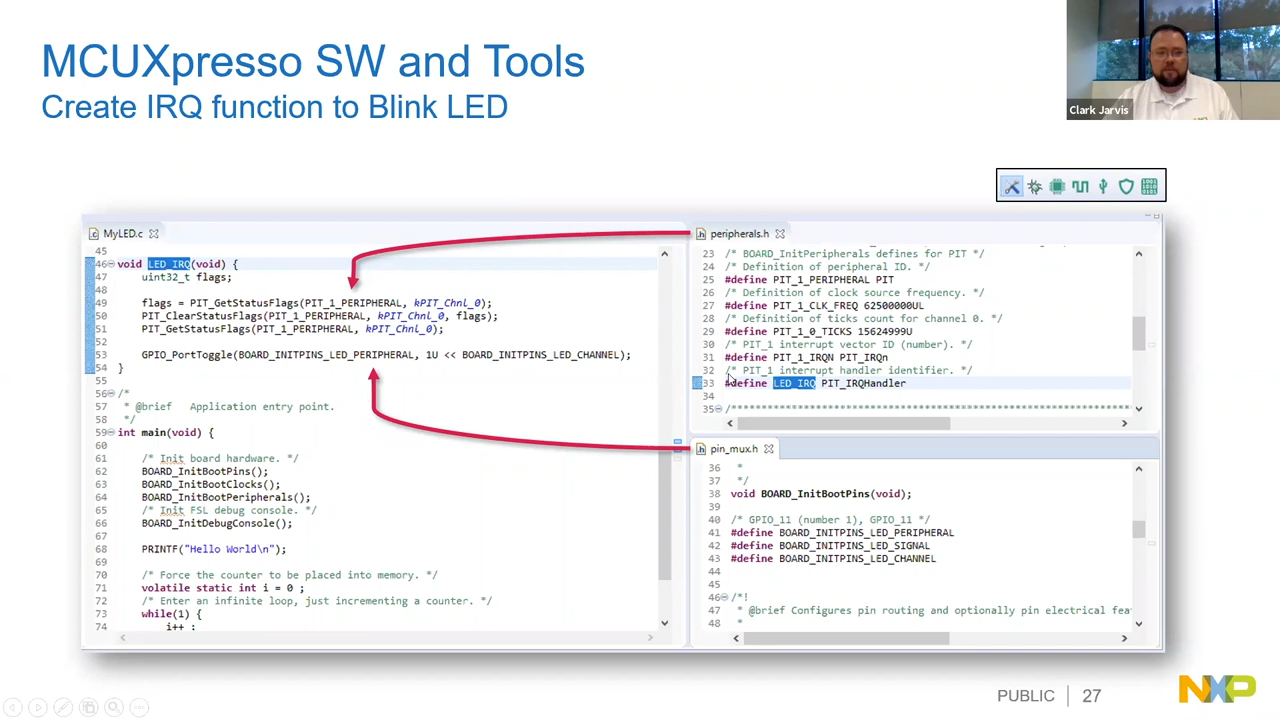 MCUXpresso SW and Tools
Create IRQ function to Blink LED
Clark Jarvis
MyLED.c
45
46 void LED_IRQ(void) {
47 uint32_t flags;
49 flags = PIT_GetStatusFlags(PIT_1_PERIPHERAL, kPIT_Chnl_0);
50 PIT_ClearStatusFlags(PIT_1_PERIPHERAL, kPIT_Chnl_0, flags);
51 PIT_GetStatusFlags(PIT_1_PERIPHERAL, kPIT_Chnl_0);
53 GPIO_PortToggle(BOARD_INITPINS_LED_PERIPHERAL, 1U << BOARD_INITPINS_LED_CHANNEL);
54 }
55
56 /*
57 * @brief Application entry point.
58 */
59 int main(void) {
60
61 /* Init board hardware. */
62 BOARD_InitBootPins();
63 BOARD_InitBootClocks();
64 BOARD_InitBootPeripherals();
65 /* Init FSL debug console. */
66 BOARD_InitDebugConsole();
67
68 PRINTF("Hello World\n");
69
70 /* Force the counter to be placed into memory. */
71 volatile static int i = 0 ;
72 /* Enter an infinite loop, just incrementing a counter. */
73 while(1) {
74 i++ ;
peripherals.h
23 /* BOARD_InitPeripherals defines for PIT */
24 /* Definition of peripheral ID. */
25 #define PIT_1_PERIPHERAL PIT
26 /* Definition of clock source frequency. */
27 #define PIT_1_CLK_FREQ 62500000UL
28 /* Definition of ticks count for channel 0. */
29 #define PIT_1_0_TICKS 15624999U
30 /* PIT_1 interrupt vector ID (number). */
31 #define PIT_1_IRQN PIT_IRQn
32 /* PIT_1 interrupt handler identifier. */
33 #define LED_IRQ PIT_IRQHandler
34
35 /****************************************************
pin_mux.h
36 *
37 */
38 void BOARD_InitBootPins(void);
39
40 /* GPIO_11 (number 1), GPIO_11 */
41 #define BOARD_INITPINS_LED_PERIPHERAL
42 #define BOARD_INITPINS_LED_SIGNAL
43 #define BOARD_INITPINS_LED_CHANNEL
44
45
46 /*!
47 * @brief Configures pin routing and optionally pin electrical fea
48 *
PUBLIC 27
NXP